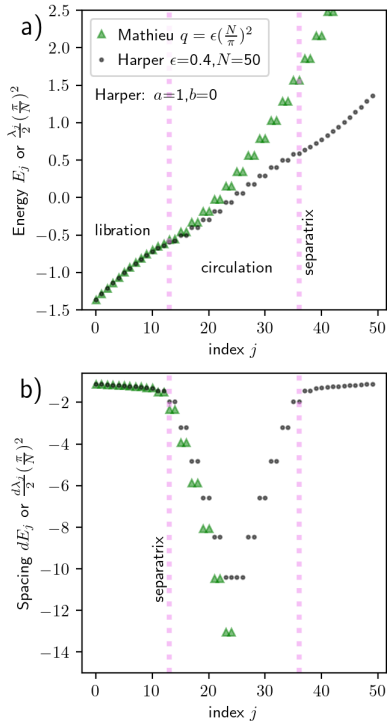 a)
2.5
2.0
1.5
1.0
0.5
0.0
−0.5
−1.0
−1.5
Energy E_j or λ_j/2 (π/N)^2
Mathieu q = ϵ(N/π)^2
Harper ϵ=0.4, N=50
Harper: a=1,b=0
libration
circulation
separatrix
0 10 20 30 40 50
index j
b)
−2
−4
−6
−8
−10
−12
−14
Spacing dE_j or dλ_j/2 (π/N)^2
separatrix
0 10 20 30 40 50
index j